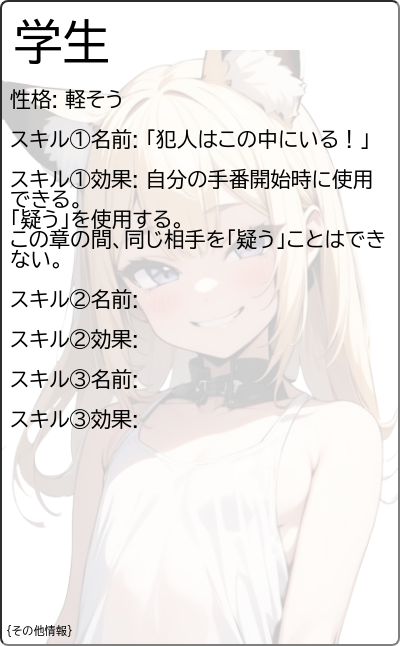 学生
性格: 軽そう
スキル①名前: 「犯人はこの中にいる！」
スキル①効果: 自分の手番開始時に使用
できる。
「疑う」を使用する。
この章の間、同じ相手を「疑う」ことはでき
ない。
スキル②名前:
スキル②効果:
スキル③名前:
スキル③効果:
{その他情報}